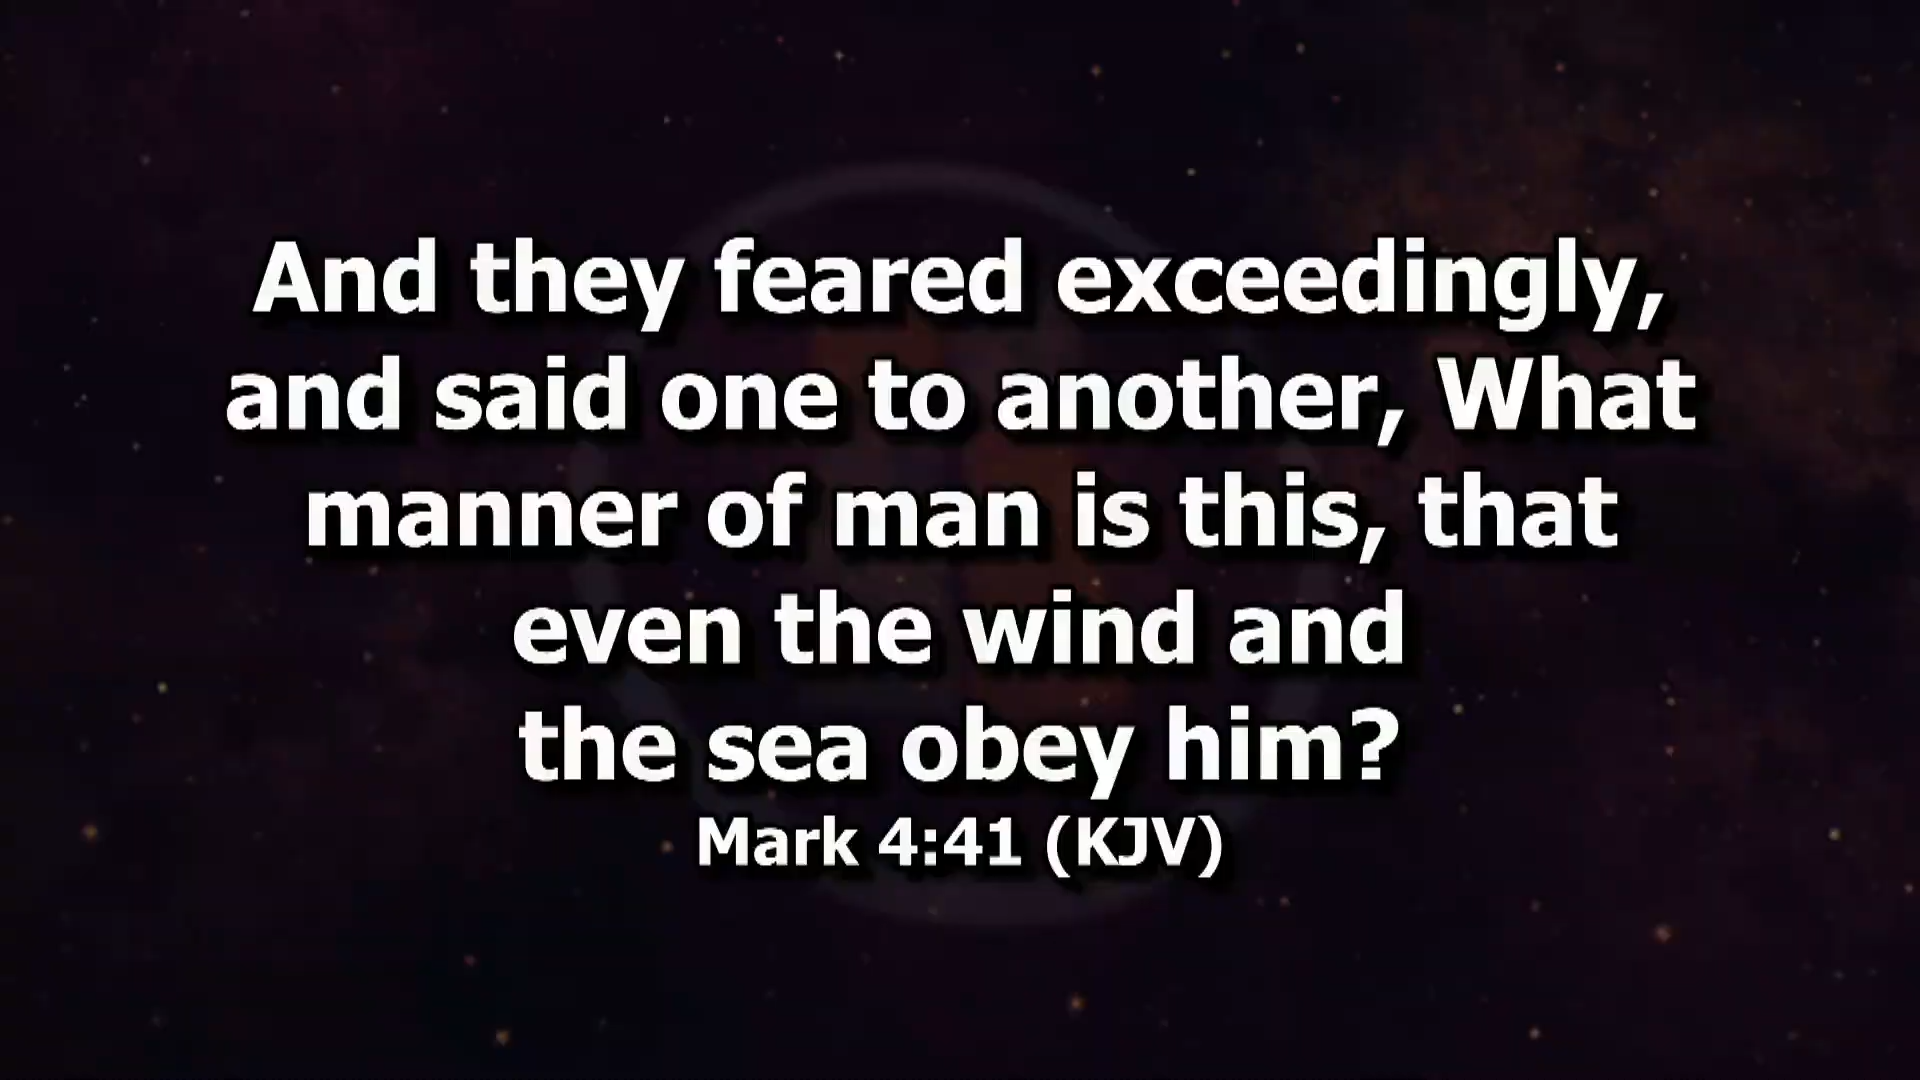 And they feared exceedingly,
and said one to another, What
manner of man is this, that
even the wind and
the sea obey him?
Mark 4:41 (KJV)